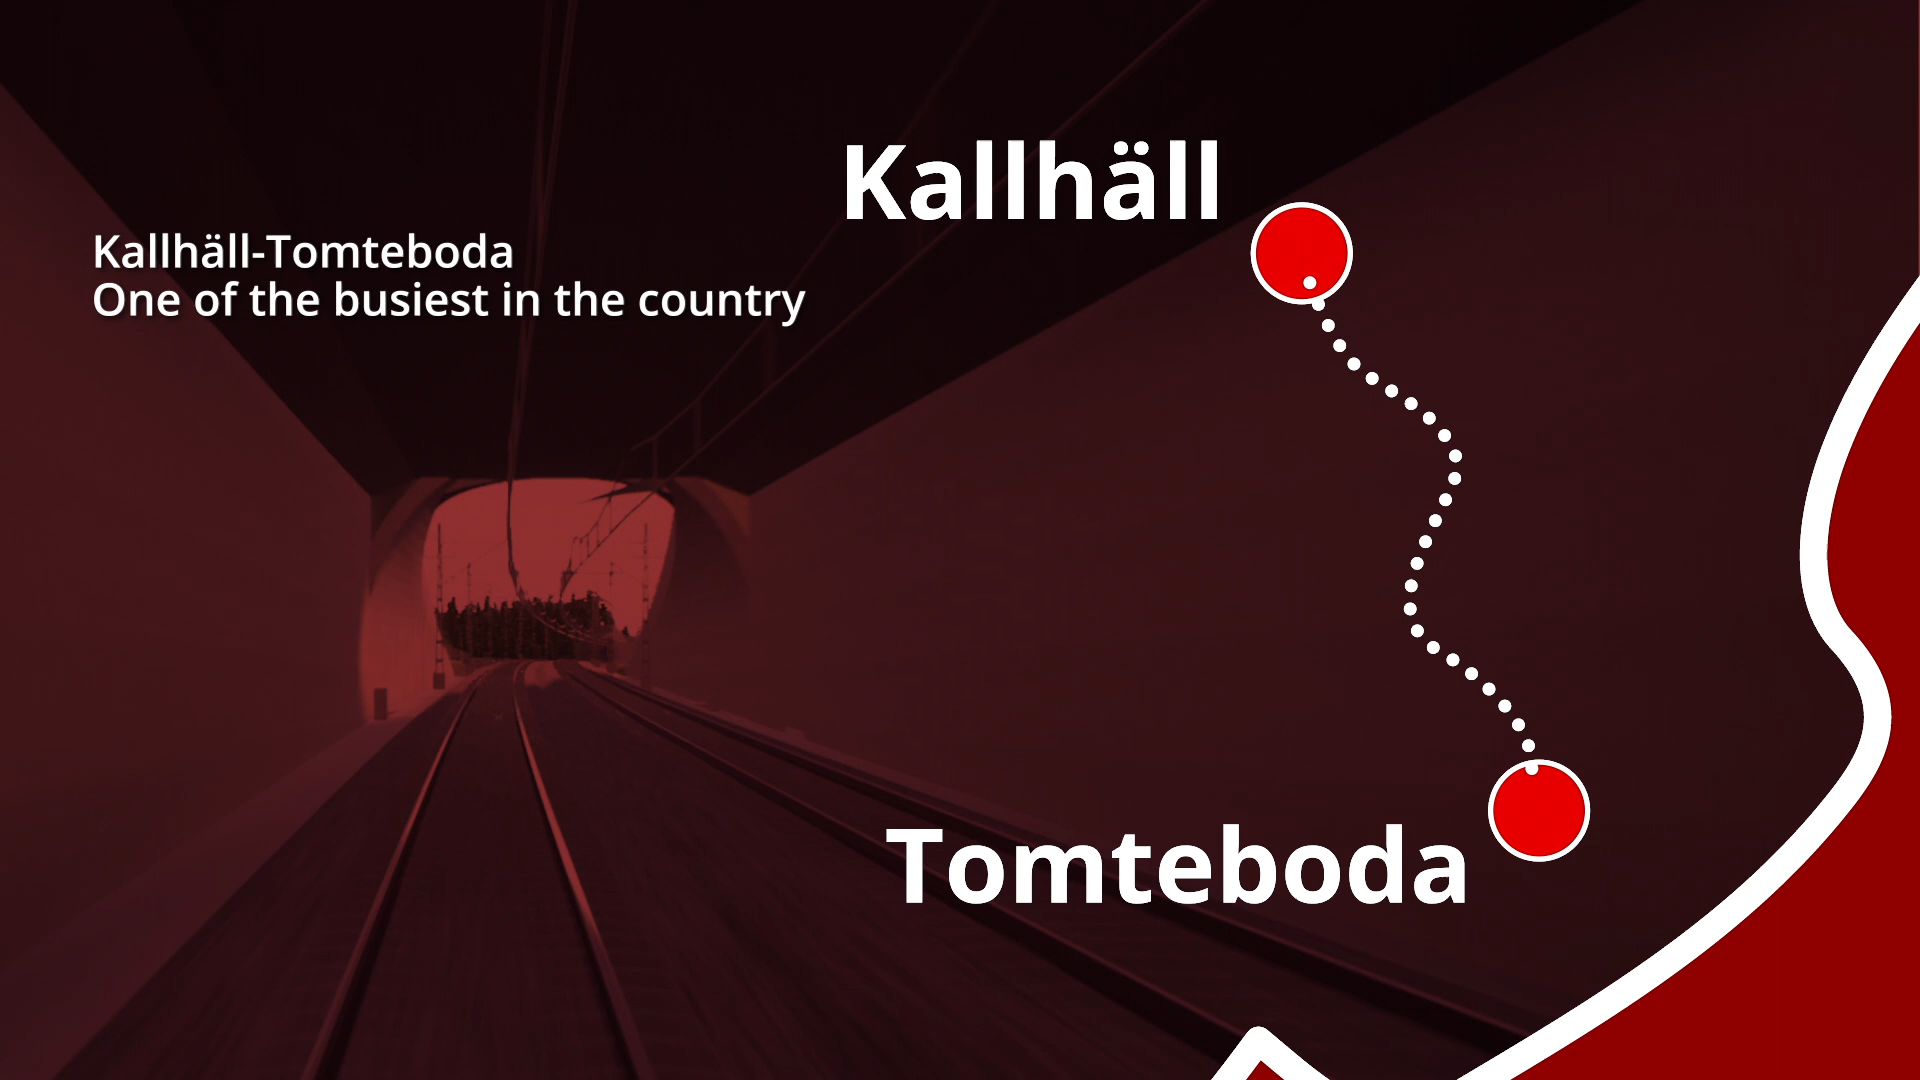 Kallhäll-Tomteboda
One of the busiest in the country
Kallhäll
Tomteboda